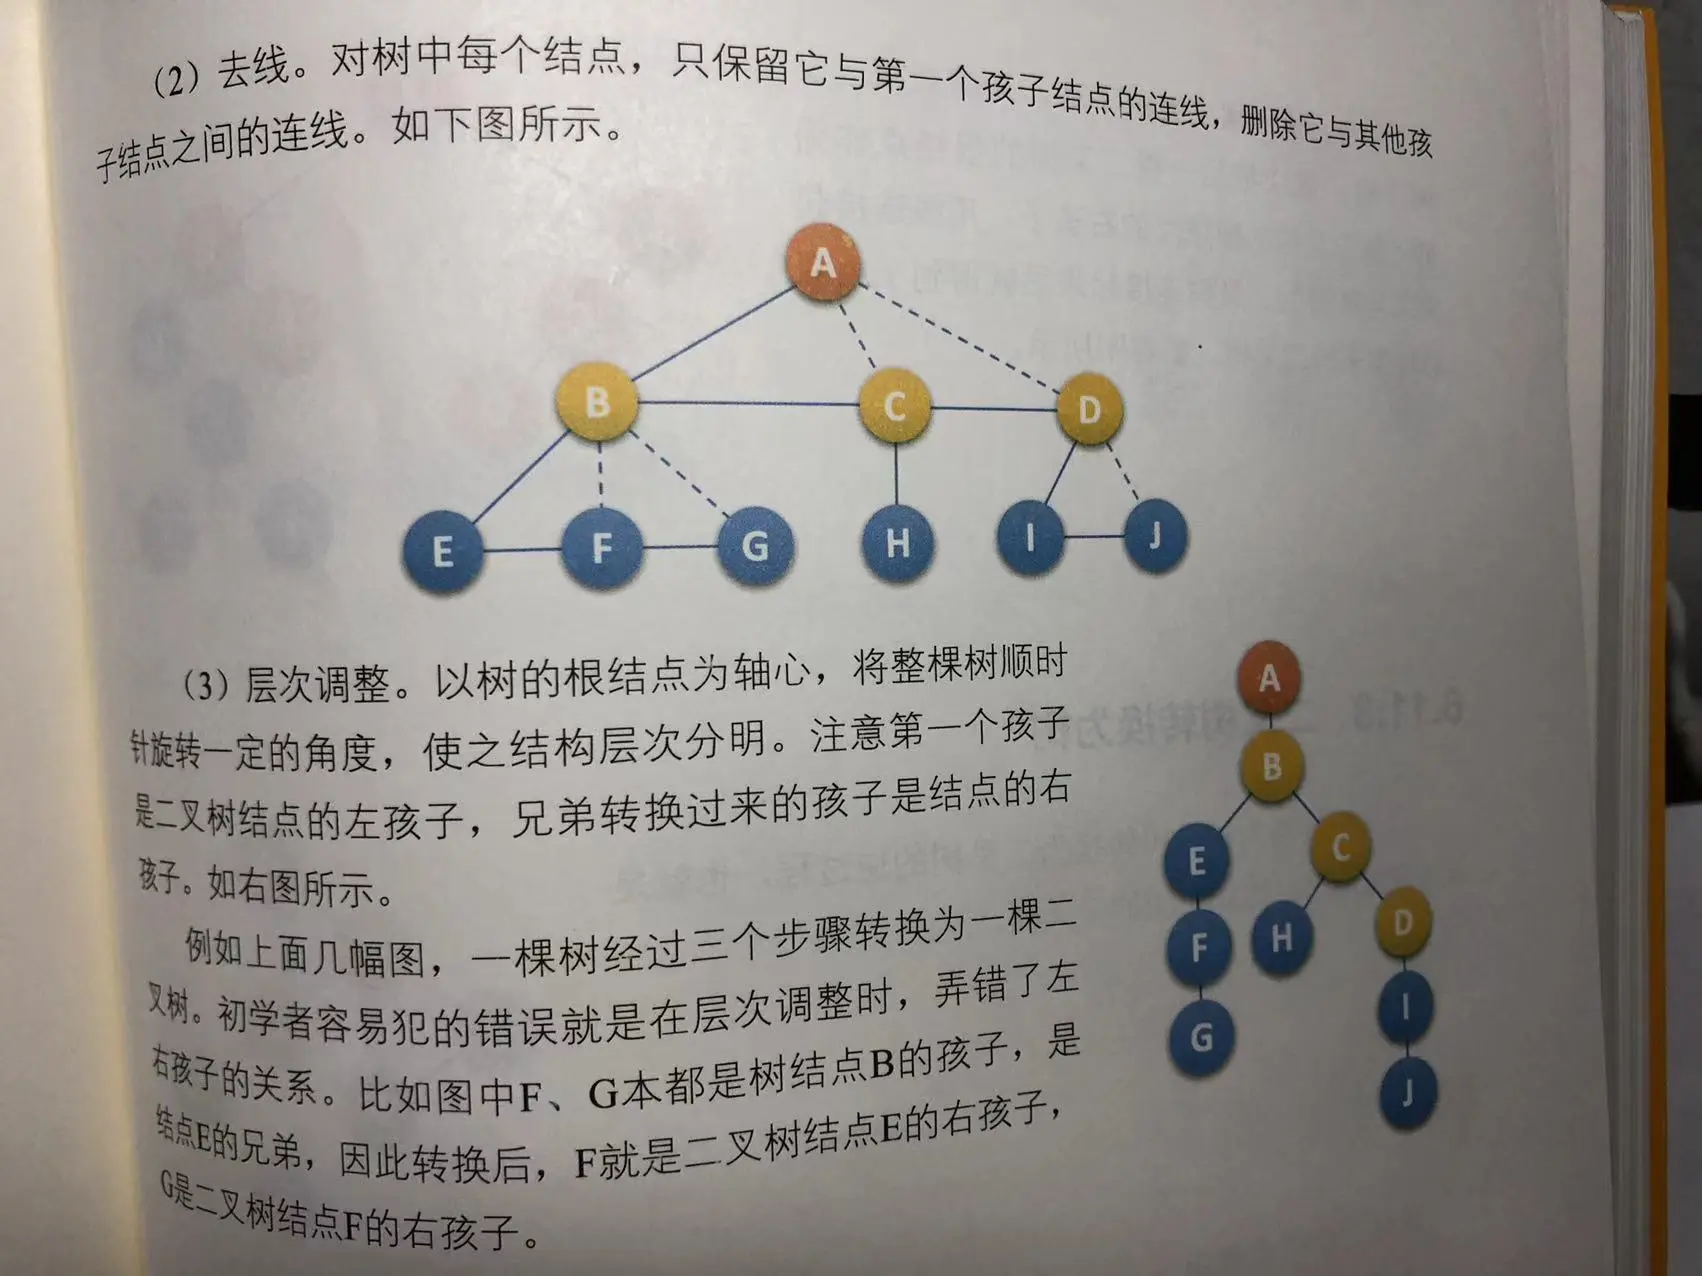 （2）去线。对树中每个结点，只保留它与第一个孩子结点的连线，删除它与其他孩
子结点之间的连线。如下图所示。
A
B C D
E F G H I J
（3）层次调整。以树的根结点为轴心，将整棵树顺时
针旋转一定的角度，使之结构层次分明。注意第一个孩子
是二叉树结点的左孩子，兄弟转换过来的孩子是结点的右
孩子。如右图所示。
例如上面几幅图，一棵树经过三个步骤转换为一棵二
叉树。初学者容易犯的错误就是在层次调整时，弄错了左
右孩子的关系。比如图中F、G本都是树结点B的孩子，是
结点E的兄弟，因此转换后，F就是二叉树结点E的右孩子，
G是二叉树结点F的右孩子。
A
B
E C
F H D
G I
J